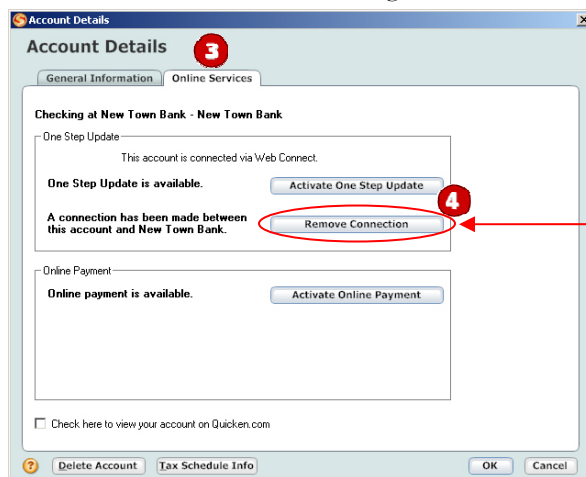 Account Details
Account Details
3
General Information
Online Services
Checking at New Town Bank - New Town Bank
One Step Update
This account is connected via Web Connect.
One Step Update is available.
Activate One Step Update
4
A connection has been made between
this account and New Town Bank.
Remove Connection
Online Payment
Online payment is available.
Activate Online Payment
Check here to view your account on Quicken.com
?
Delete Account
Tax Schedule Info
OK
Cancel